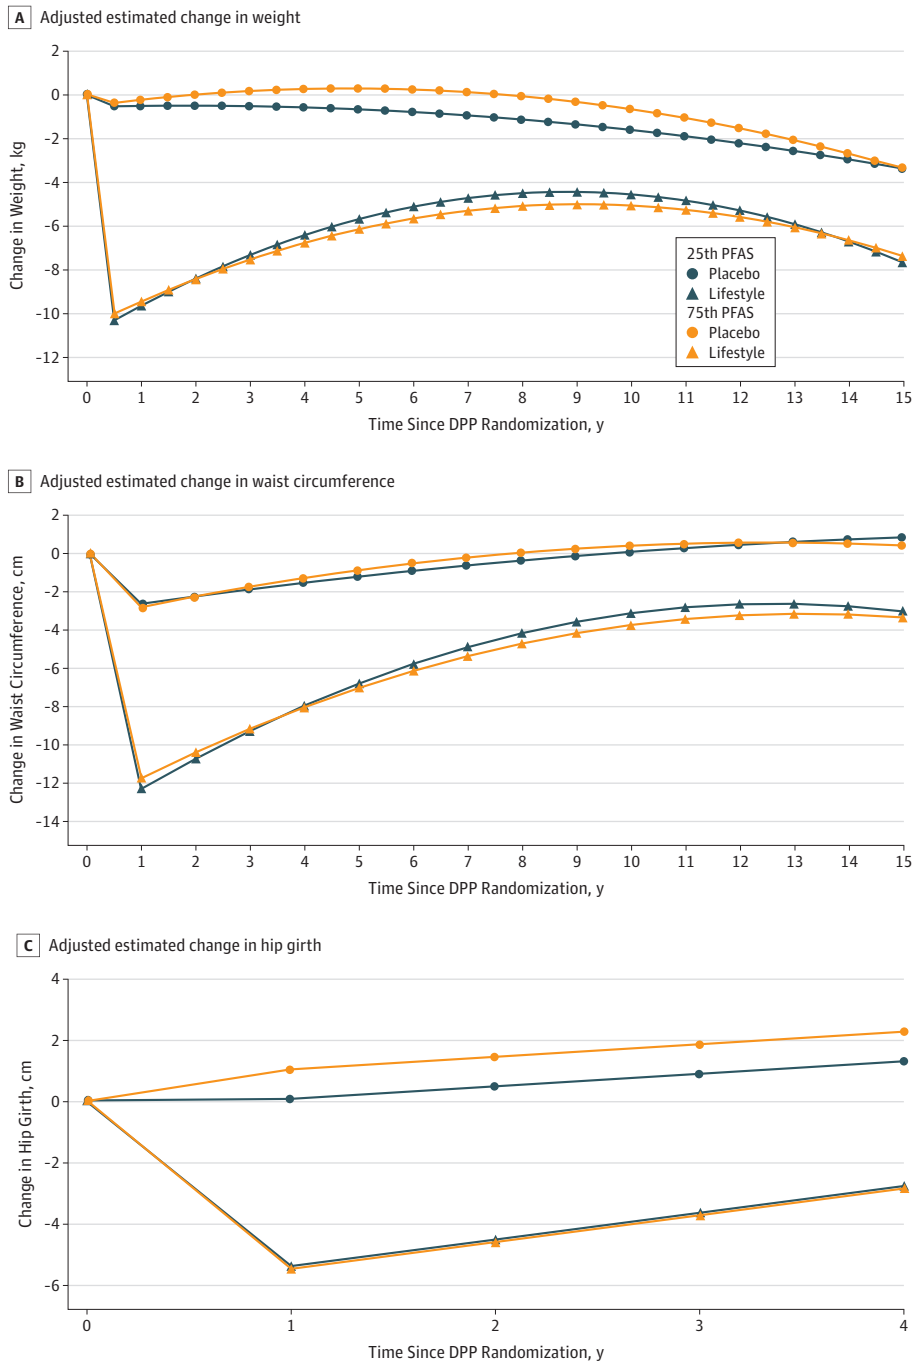 A Adjusted estimated change in weight
2
0
-2
-4
-6
-8
-10
-12
Change in Weight, kg
25th PFAS
Placebo
Lifestyle
75th PFAS
Placebo
Lifestyle
0 1 2 3 4 5 6 7 8 9 10 11 12 13 14 15
Time Since DPP Randomization, y
B Adjusted estimated change in waist circumference
2
0
-2
-4
-6
-8
-10
-12
-14
Change in Waist Circumference, cm
0 1 2 3 4 5 6 7 8 9 10 11 12 13 14 15
Time Since DPP Randomization, y
C Adjusted estimated change in hip girth
4
2
0
-2
-4
-6
Change in Hip Girth, cm
0 1 2 3 4
Time Since DPP Randomization, y